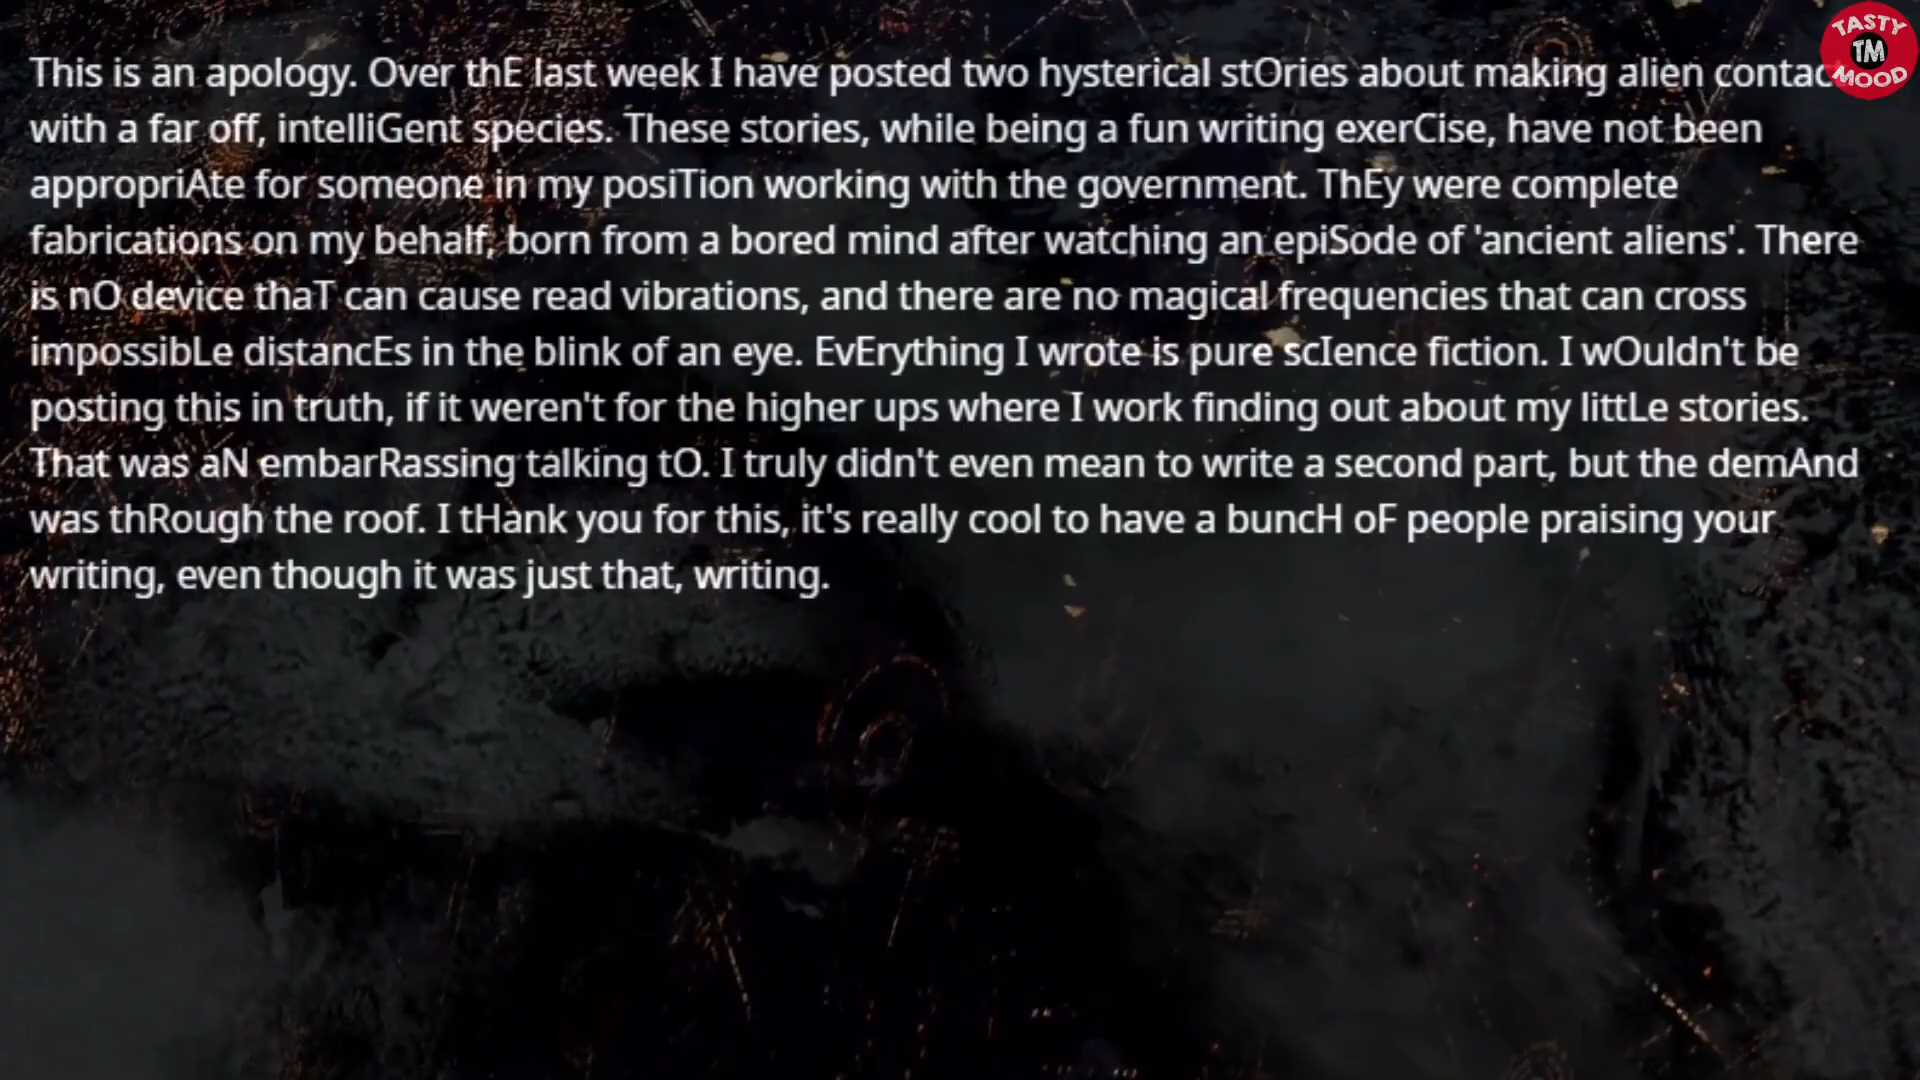 This is an apology. Over thE last week I have posted two hysterical stOries about making alien contac
with a far off, intelliGent species. These stories, while being a fun writing exerCise, have not been
appropriAte for someone in my posiTion working with the government. ThEy were complete
fabrications on my behalf, born from a bored mind after watching an epiSode of 'ancient aliens'. There
is nO device thaT can cause read vibrations, and there are no magical frequencies that can cross
impossibLe distancEs in the blink of an eye. EvErything I wrote is pure scIence fiction. I wOuldn't be
posting this in truth, if it weren't for the higher ups where I work finding out about my littLe stories.
That was aN embarRassing talking tO. I truly didn't even mean to write a second part, but the demAnd
was thRough the roof. I tHank you for this, it's really cool to have a buncH oF people praising your
writing, even though it was just that, writing.
TASTY
TM
MOOD